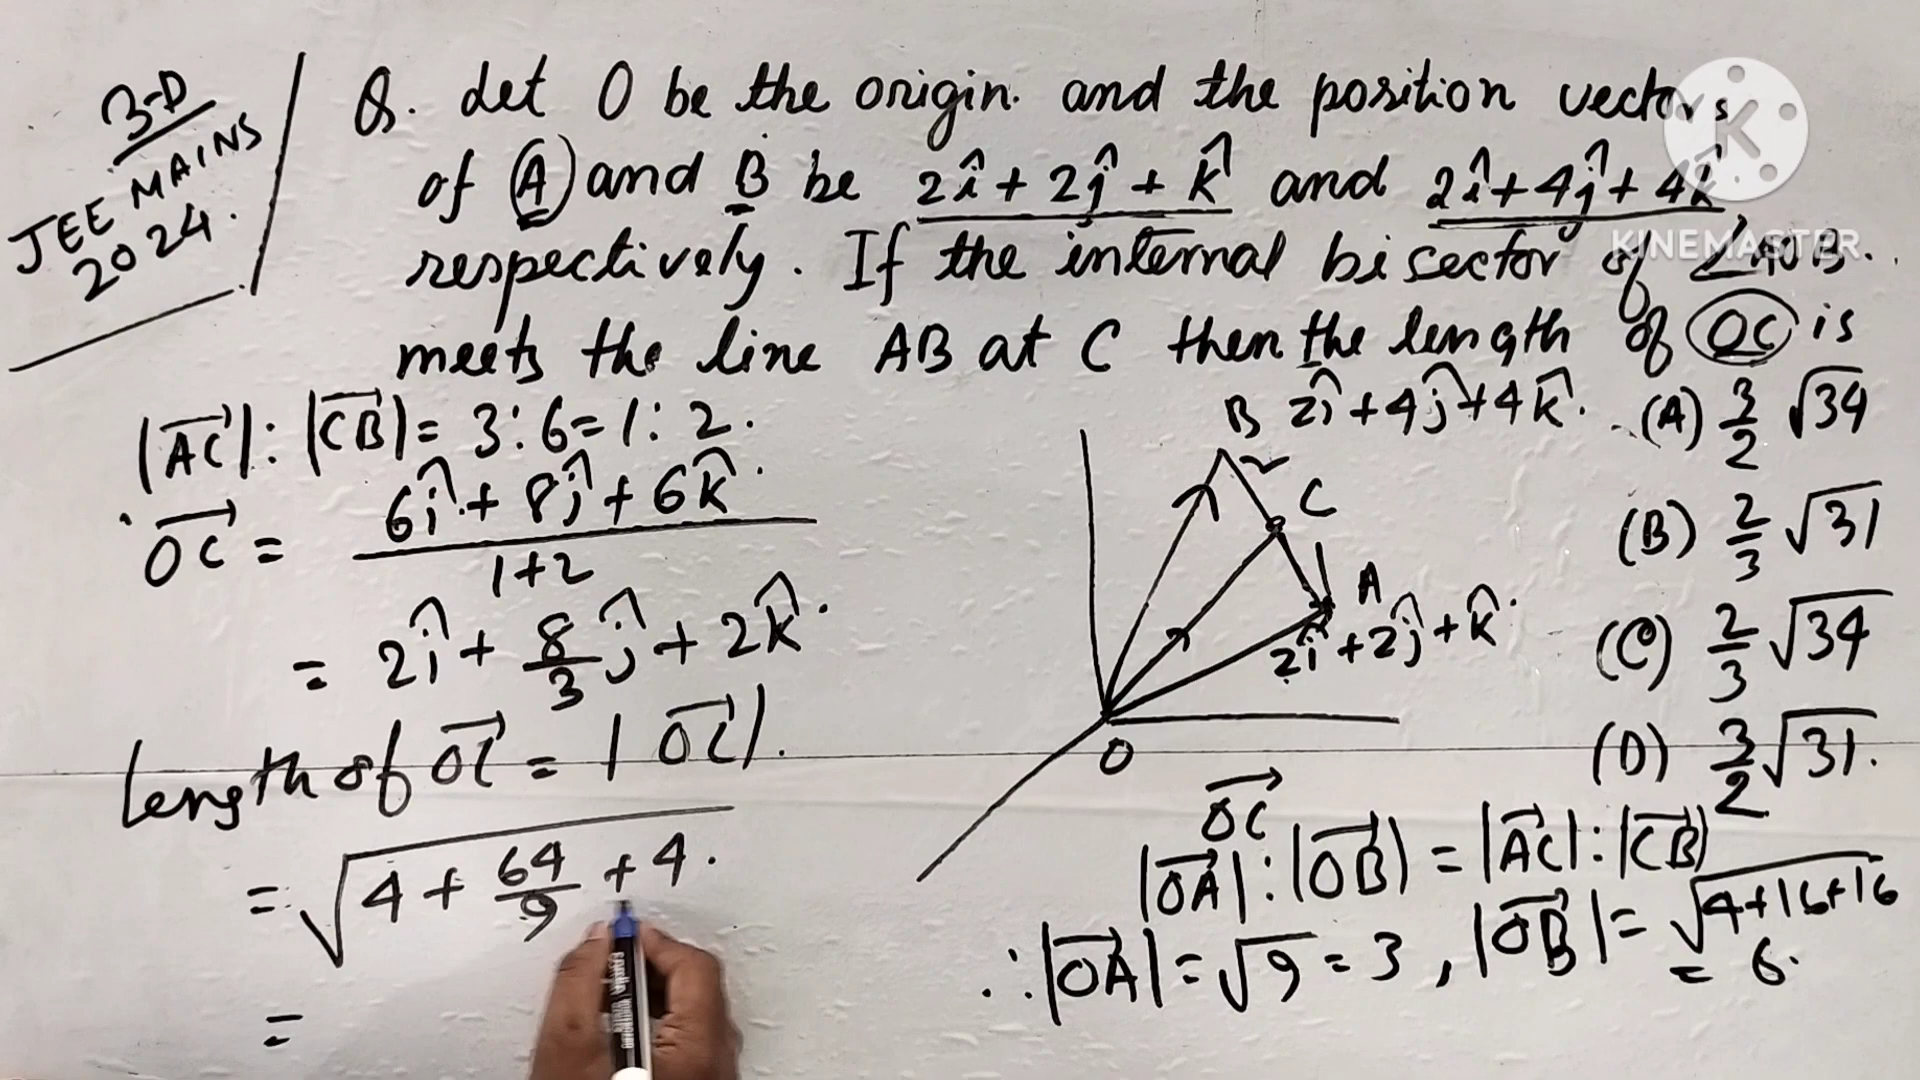 3-D
JEE MAINS
2024.
Q. Let O be the origin. and the position vectors
of A and B be 2î + 2ĵ + k̂ and 2î + 4ĵ + 4k̂.
respectively. If the internal bisector of ∠AOB.
meets the line AB at C then the length of OC is
|AC⃗| : |CB⃗| = 3:6 = 1:2.
∴ OC⃗ = (6î + 8ĵ + 6k̂)/(1+2)
= 2î + 8/3 ĵ + 2k̂.
Length of OC⃗ = |OC⃗|.
= √(4 + 64/9 + 4.
=
B 2î + 4ĵ + 4k̂.
2
C
1
A
2î + 2ĵ + k̂.
O
(A) 3/2 √34
(B) 2/3 √31
(C) 2/3 √34
(D) 3/2 √31.
OC⃗
|OA⃗| : |OB⃗| = |AC⃗| : |CB⃗|
∴ |OA⃗| = √9 = 3, |OB⃗| = √4+16+16
= 6.
K
KINEMASTER